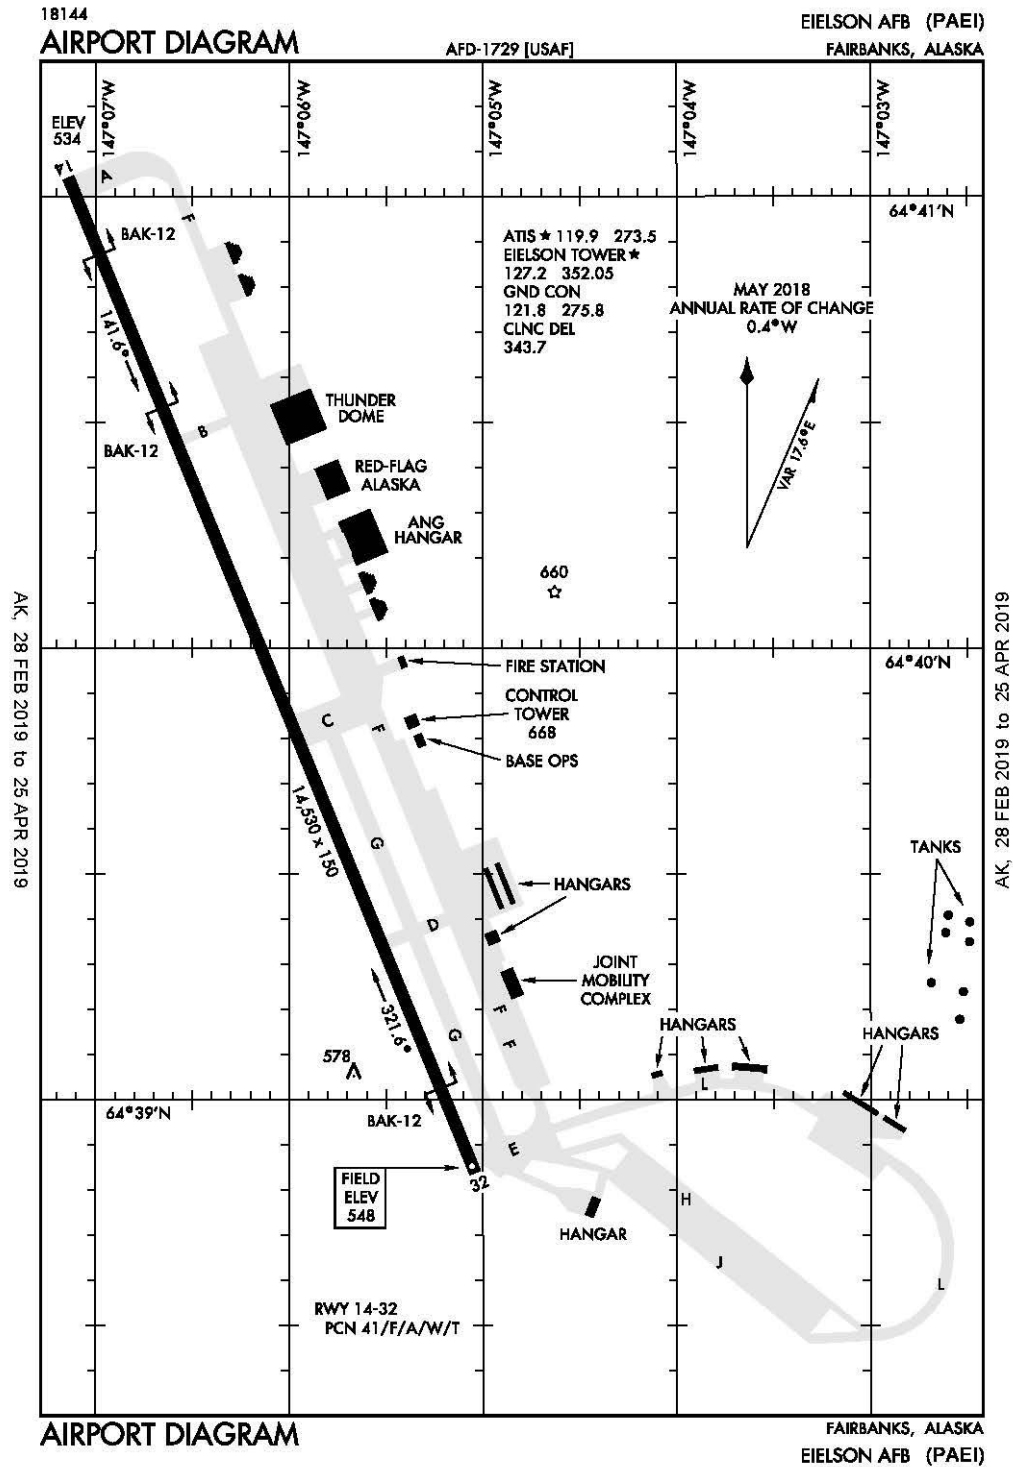 18144
AIRPORT DIAGRAM
AFD-1729 [USAF]
EIELSON AFB (PAEI)
FAIRBANKS, ALASKA
147°07'W
147°06'W
147°05'W
147°04'W
147°03'W
ELEV
534
14
A
F
64°41'N
BAK-12
ATIS ★ 119.9 273.5
EIELSON TOWER ★
127.2 352.05
GND CON
121.8 275.8
CLNC DEL
343.7
MAY 2018
ANNUAL RATE OF CHANGE
0.4°W
VAR 17.6°E
141.6°
BAK-12
B
THUNDER
DOME
RED-FLAG
ALASKA
ANG
HANGAR
660
64°40'N
FIRE STATION
CONTROL
TOWER
668
BASE OPS
C
F
14,530 x 150
G
D
HANGARS
TANKS
JOINT
MOBILITY
COMPLEX
F
F
321.6°
G
578
HANGARS
L
HANGARS
64°39'N
BAK-12
E
32
FIELD
ELEV
548
HANGAR
H
J
L
RWY 14-32
PCN 41/F/A/W/T
AK, 28 FEB 2019 to 25 APR 2019
AK, 28 FEB 2019 to 25 APR 2019
AIRPORT DIAGRAM
FAIRBANKS, ALASKA
EIELSON AFB (PAEI)